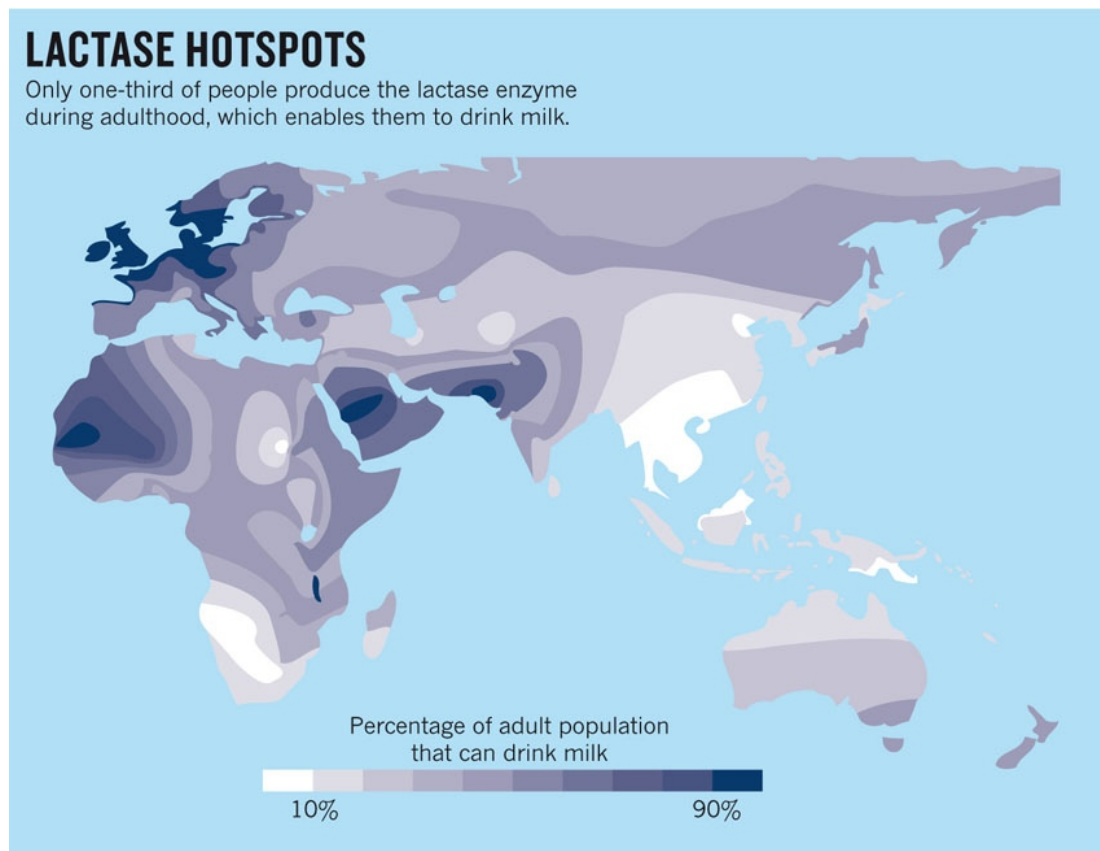 LACTASE HOTSPOTS
Only one-third of people produce the lactase enzyme
during adulthood, which enables them to drink milk.
Percentage of adult population
that can drink milk
10%
90%